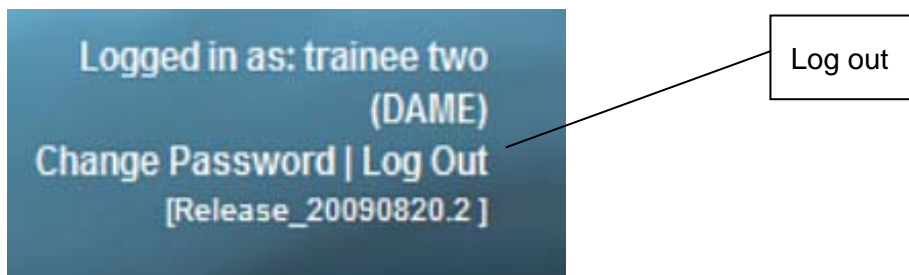 Logged in as: trainee two
(DAME)
Change Password | Log Out
[Release_20090820.2 ]
Log out